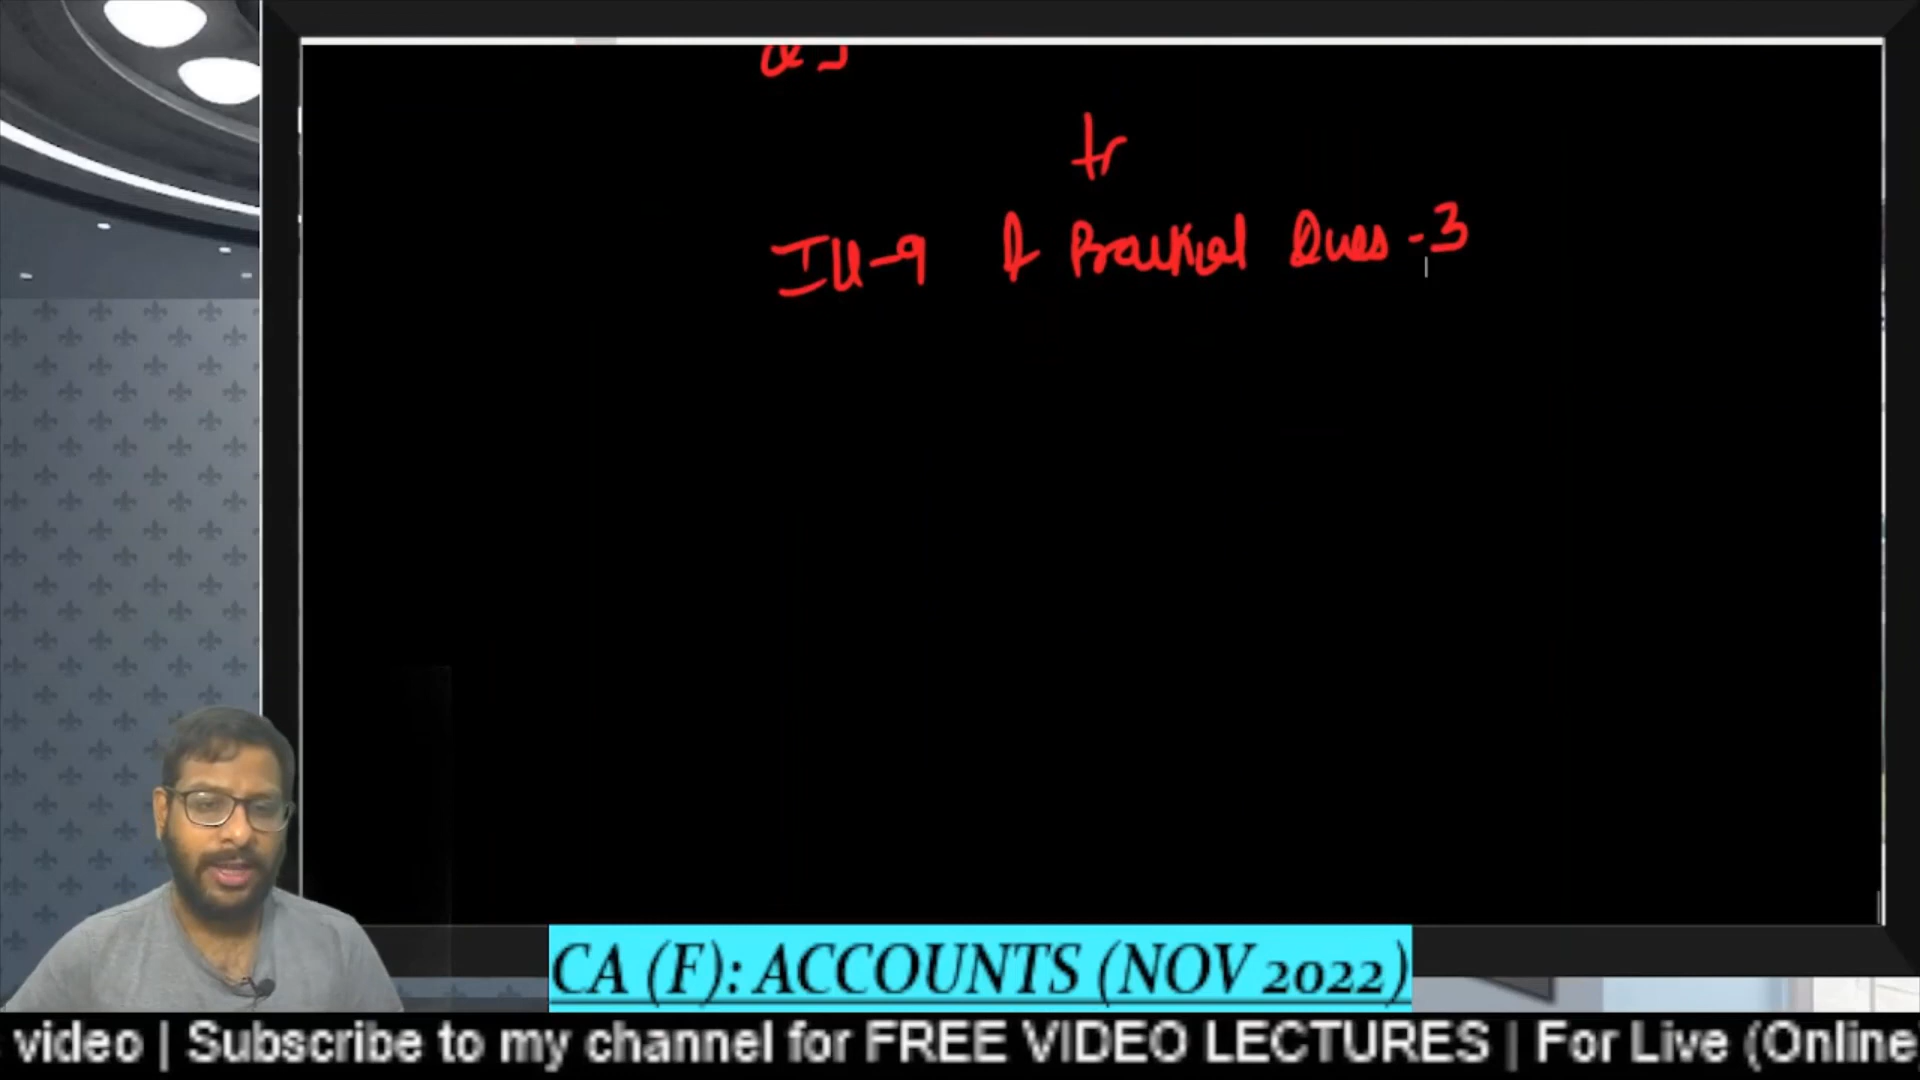 Ill-9 & Practical Ques-3
CA (F): ACCOUNTS (NOV 2022)
video | Subscribe to my channel for FREE VIDEO LECTURES | For Live (Online